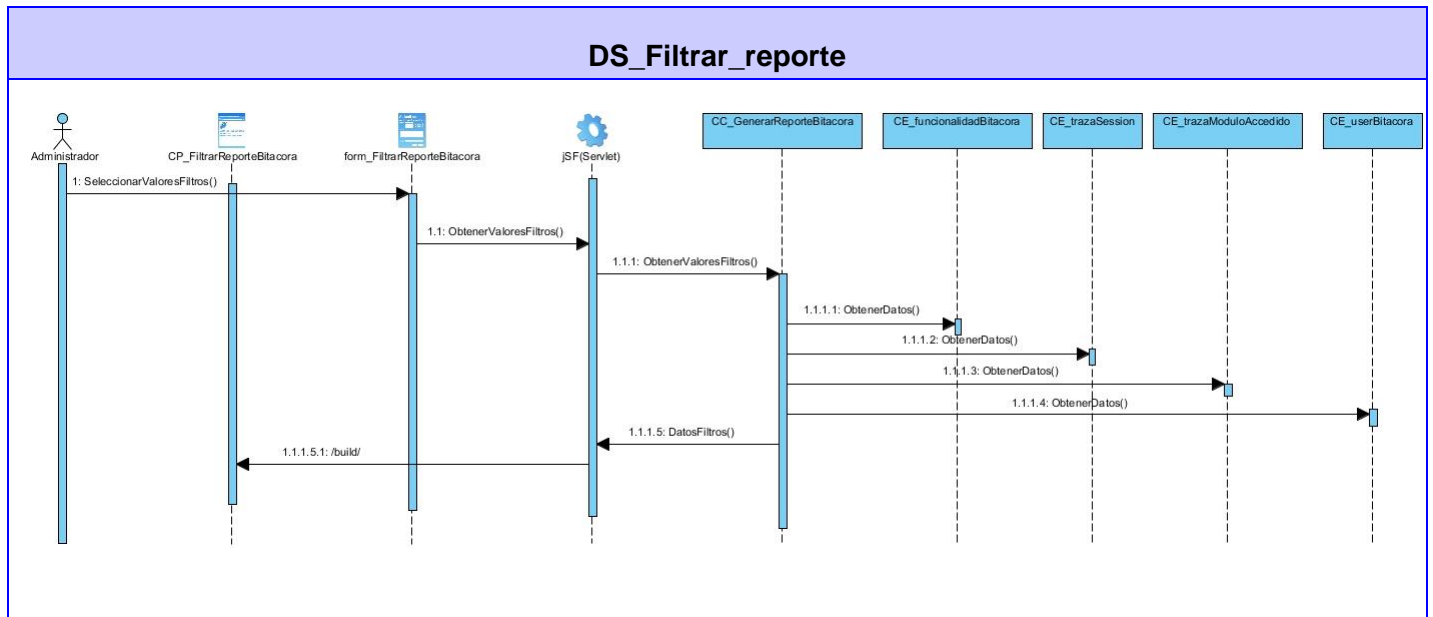 DS_Filtrar_reporte
Administrador
CP_FiltrarReporteBitacora
form_FiltrarReporteBitacora
jSF(Servlet)
CC_GenerarReporteBitacora
CE_funcionalidadBitacora
CE_trazaSession
CE_trazaModuloAccedido
CE_userBitacora
1: SeleccionarValoresFiltros()
1.1: ObtenerValoresFiltros()
1.1.1: ObtenerValoresFiltros()
1.1.1.1: ObtenerDatos()
1.1.1.2: ObtenerDatos()
1.1.1.3: ObtenerDatos()
1.1.1.4: ObtenerDatos()
1.1.1.5: DatosFiltros()
1.1.1.5.1: /build/